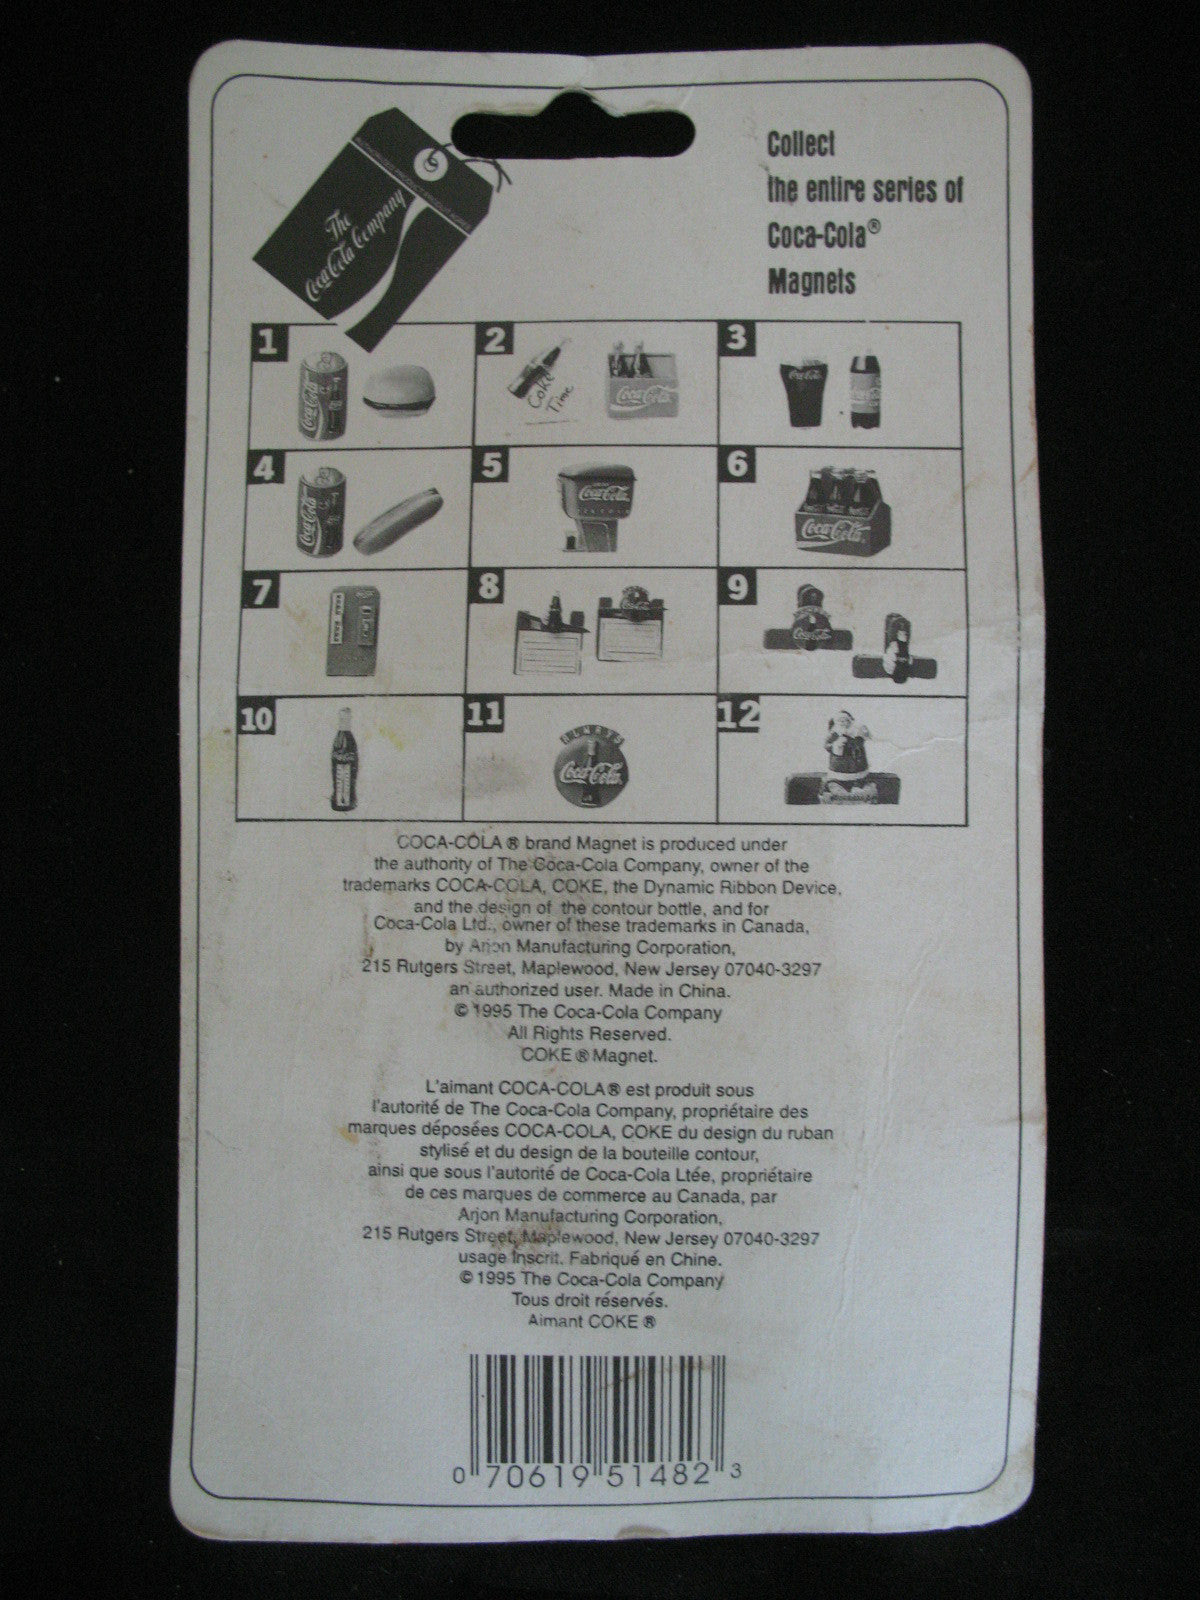 The
Coca-Cola Company
Collect
the entire series of
Coca-Cola®
Magnets
1
Coca-Cola
2
Coke
Time
Coca-Cola
3
Coca-Cola
4
Coca-Cola
5
Coca-Cola
6
Coca-Cola
7
8
9
Coca-Cola
10
11
ALWAYS
Coca-Cola
12
COCA-COLA ® brand Magnet is produced under
the authority of The Coca-Cola Company, owner of the
trademarks COCA-COLA, COKE, the Dynamic Ribbon Device,
and the design of the contour bottle, and for
Coca-Cola Ltd., owner of these trademarks in Canada,
by Arjon Manufacturing Corporation,
215 Rutgers Street, Maplewood, New Jersey 07040-3297
an authorized user. Made in China.
© 1995 The Coca-Cola Company
All Rights Reserved.
COKE ® Magnet.
L'aimant COCA-COLA® est produit sous
l'autorité de The Coca-Cola Company, propriétaire des
marques déposées COCA-COLA, COKE du design du ruban
stylisé et du design de la bouteille contour,
ainsi que sous l'autorité de Coca-Cola Ltée, propriétaire
de ces marques de commerce au Canada, par
Arjon Manufacturing Corporation,
215 Rutgers Street, Maplewood, New Jersey 07040-3297
usage Inscrit. Fabriqué en Chine.
© 1995 The Coca-Cola Company
Tous droit réservés.
Aimant COKE ®
0 70619 51482 3